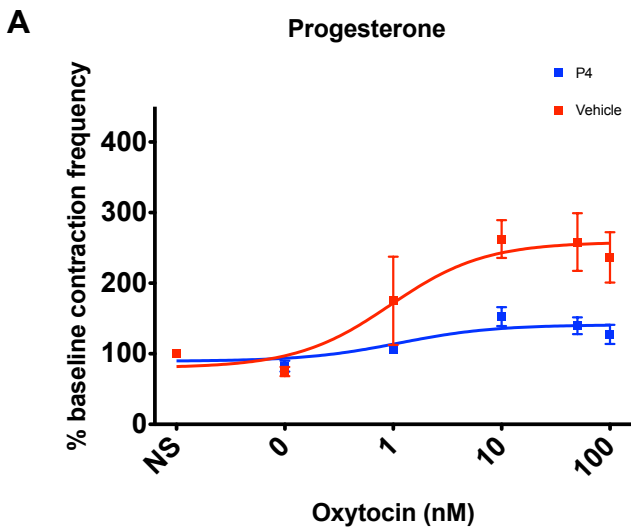 A
Progesterone
P4
Vehicle
% baseline contraction frequency
400
300
200
100
0
NS
0
1
10
100
Oxytocin (nM)